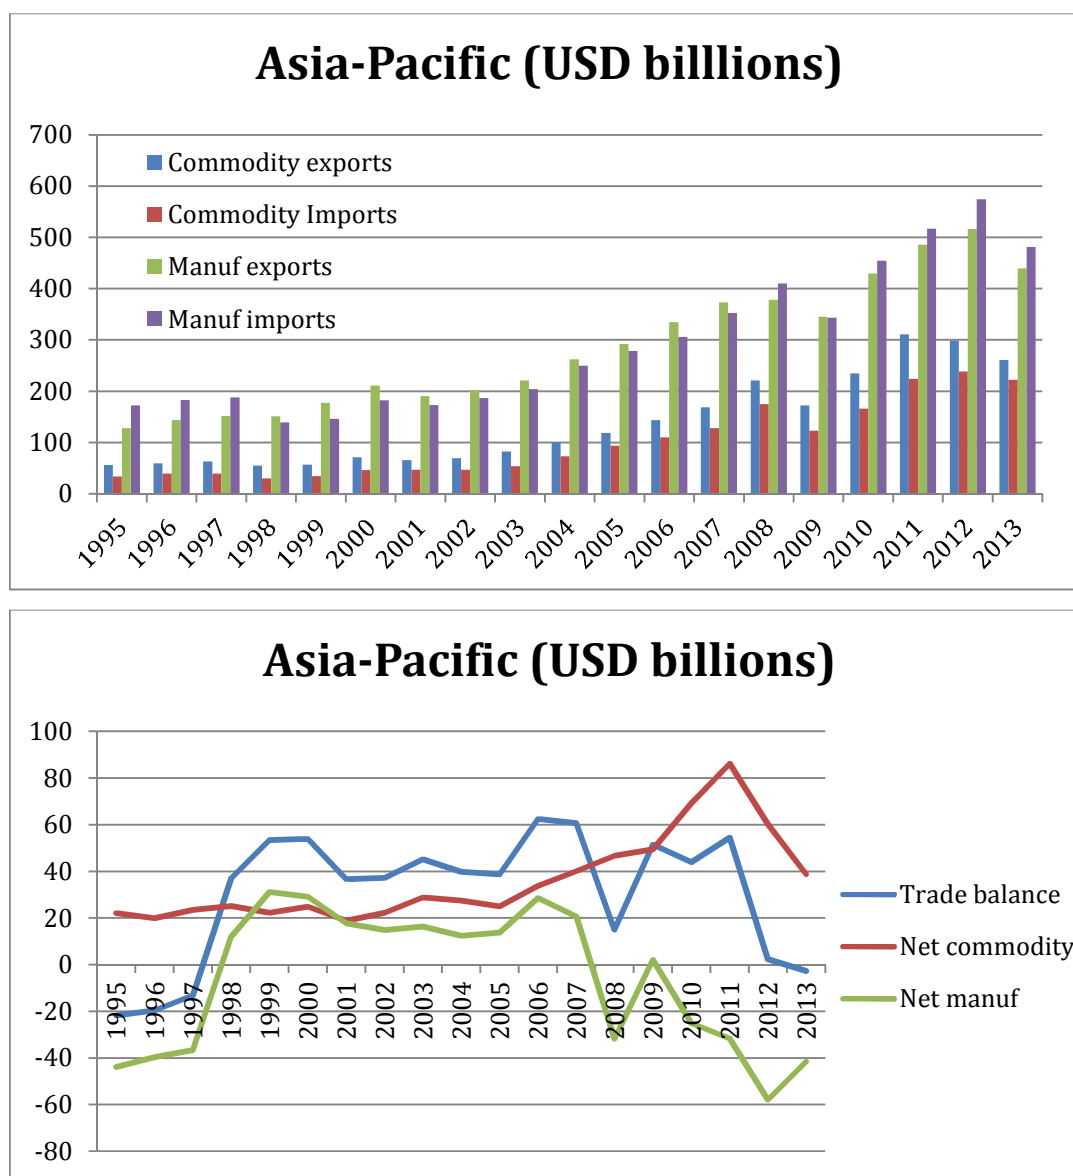 Asia-Pacific (USD billlions)
700
600
500
400
300
200
100
0
Commodity exports
Commodity Imports
Manuf exports
Manuf imports
1995 1996 1997 1998 1999 2000 2001 2002 2003 2004 2005 2006 2007 2008 2009 2010 2011 2012 2013
Asia-Pacific (USD billions)
100
80
60
40
20
0
-20
-40
-60
-80
1995 1996 1997 1998 1999 2000 2001 2002 2003 2004 2005 2006 2007 2008 2009 2010 2011 2012 2013
Trade balance
Net commodity
Net manuf